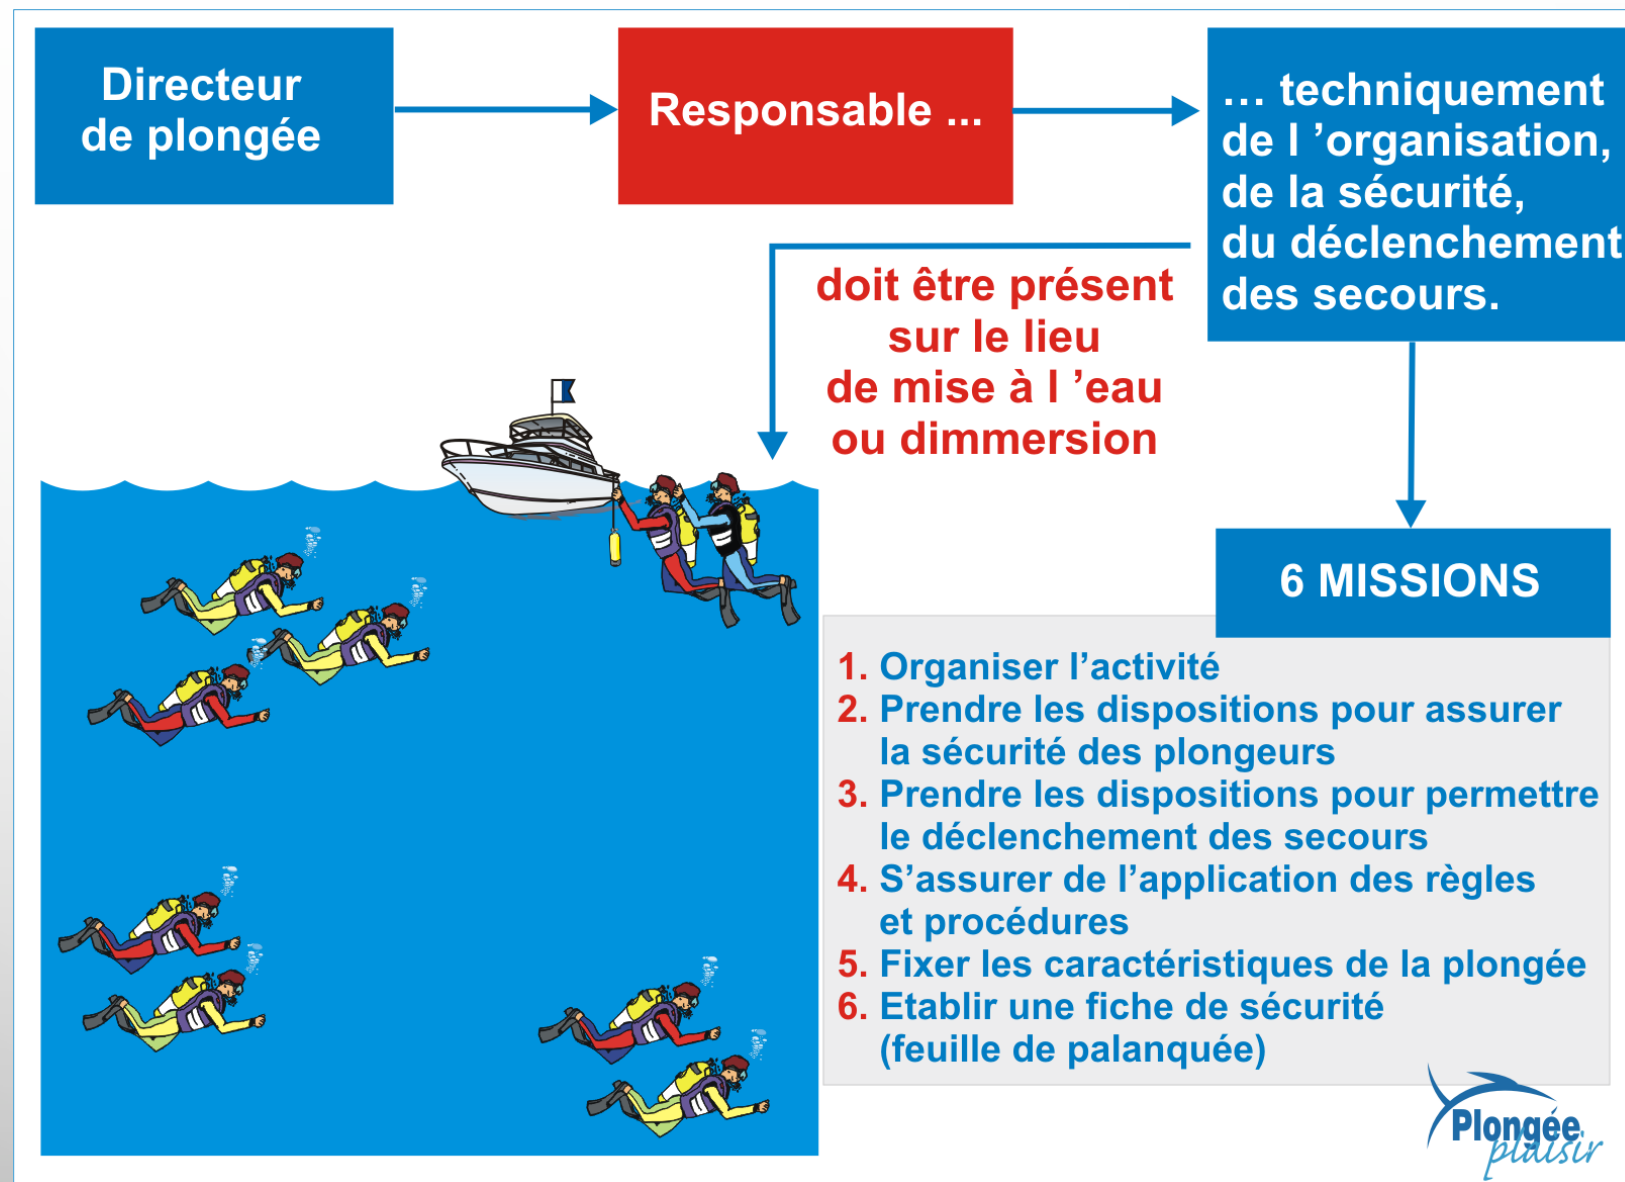 Directeur
de plongée
Responsable ...
... techniquement
de l ’organisation,
de la sécurité,
du déclenchement
des secours.
doit être présent
sur le lieu
de mise à l ’eau
ou dimmersion
6 MISSIONS
1. Organiser l’activité
2. Prendre les dispositions pour assurer
la sécurité des plongeurs
3. Prendre les dispositions pour permettre
le déclenchement des secours
4. S’assurer de l’application des règles
et procédures
5. Fixer les caractéristiques de la plongée
6. Etablir une fiche de sécurité
(feuille de palanquée)
Plongée
plaisir